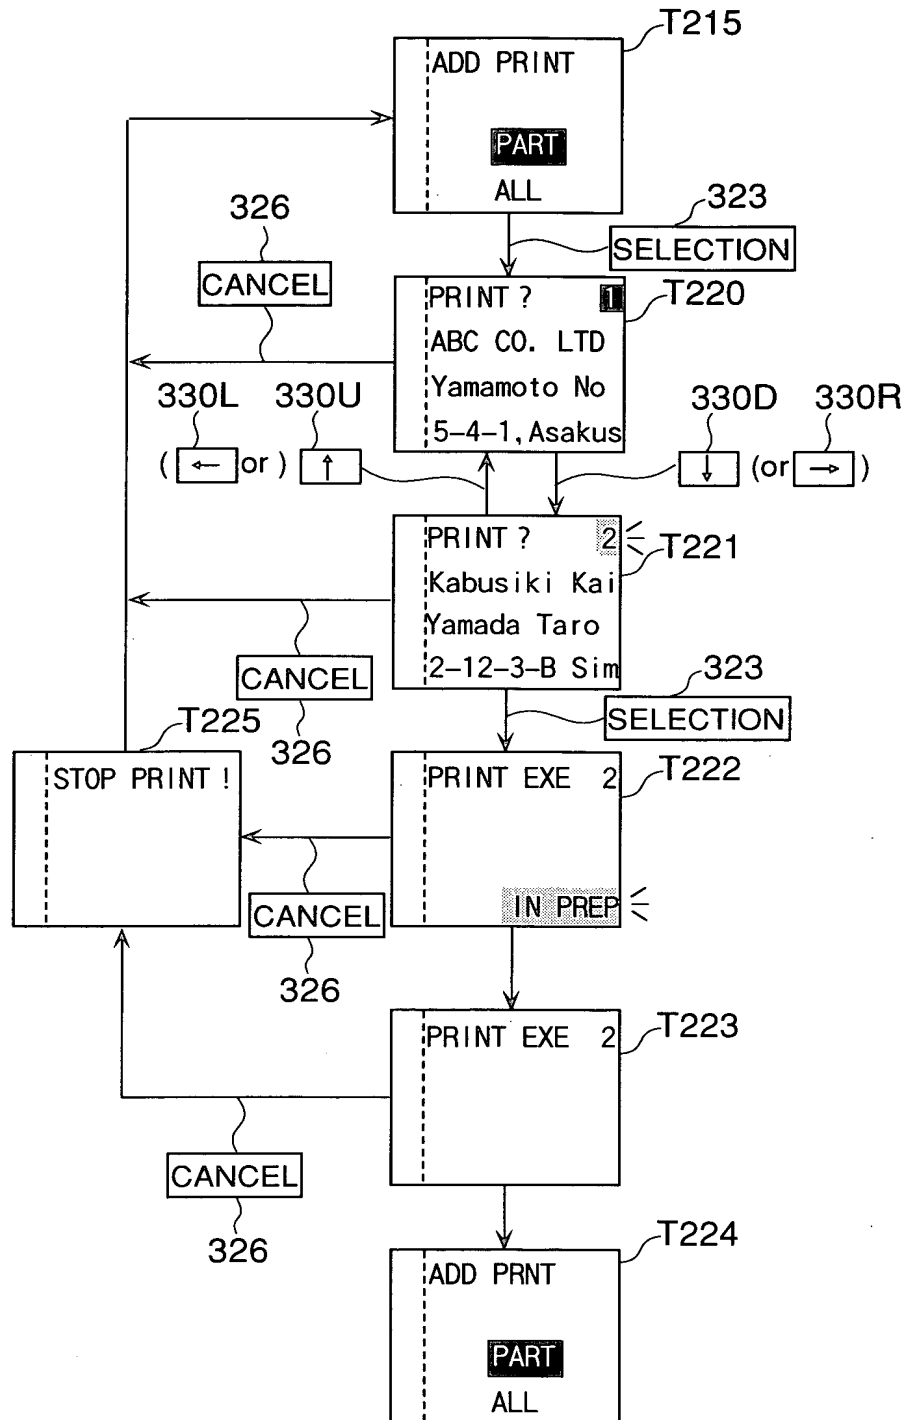 T215
ADD PRINT
PART
ALL
326
323
CANCEL
SELECTION
PRINT ? 1
T220
ABC CO. LTD
Yamamoto No
5-4-1, Asakus
330L 330U
330D 330R
( ← or ) ↑
↓ (or → )
PRINT ? 2
T221
Kabusiki Kai
Yamada Taro
2-12-3-B Sim
CANCEL
326
323
SELECTION
T225
STOP PRINT !
PRINT EXE 2
T222
IN PREP
CANCEL
326
PRINT EXE 2
T223
CANCEL
326
T224
ADD PRNT
PART
ALL